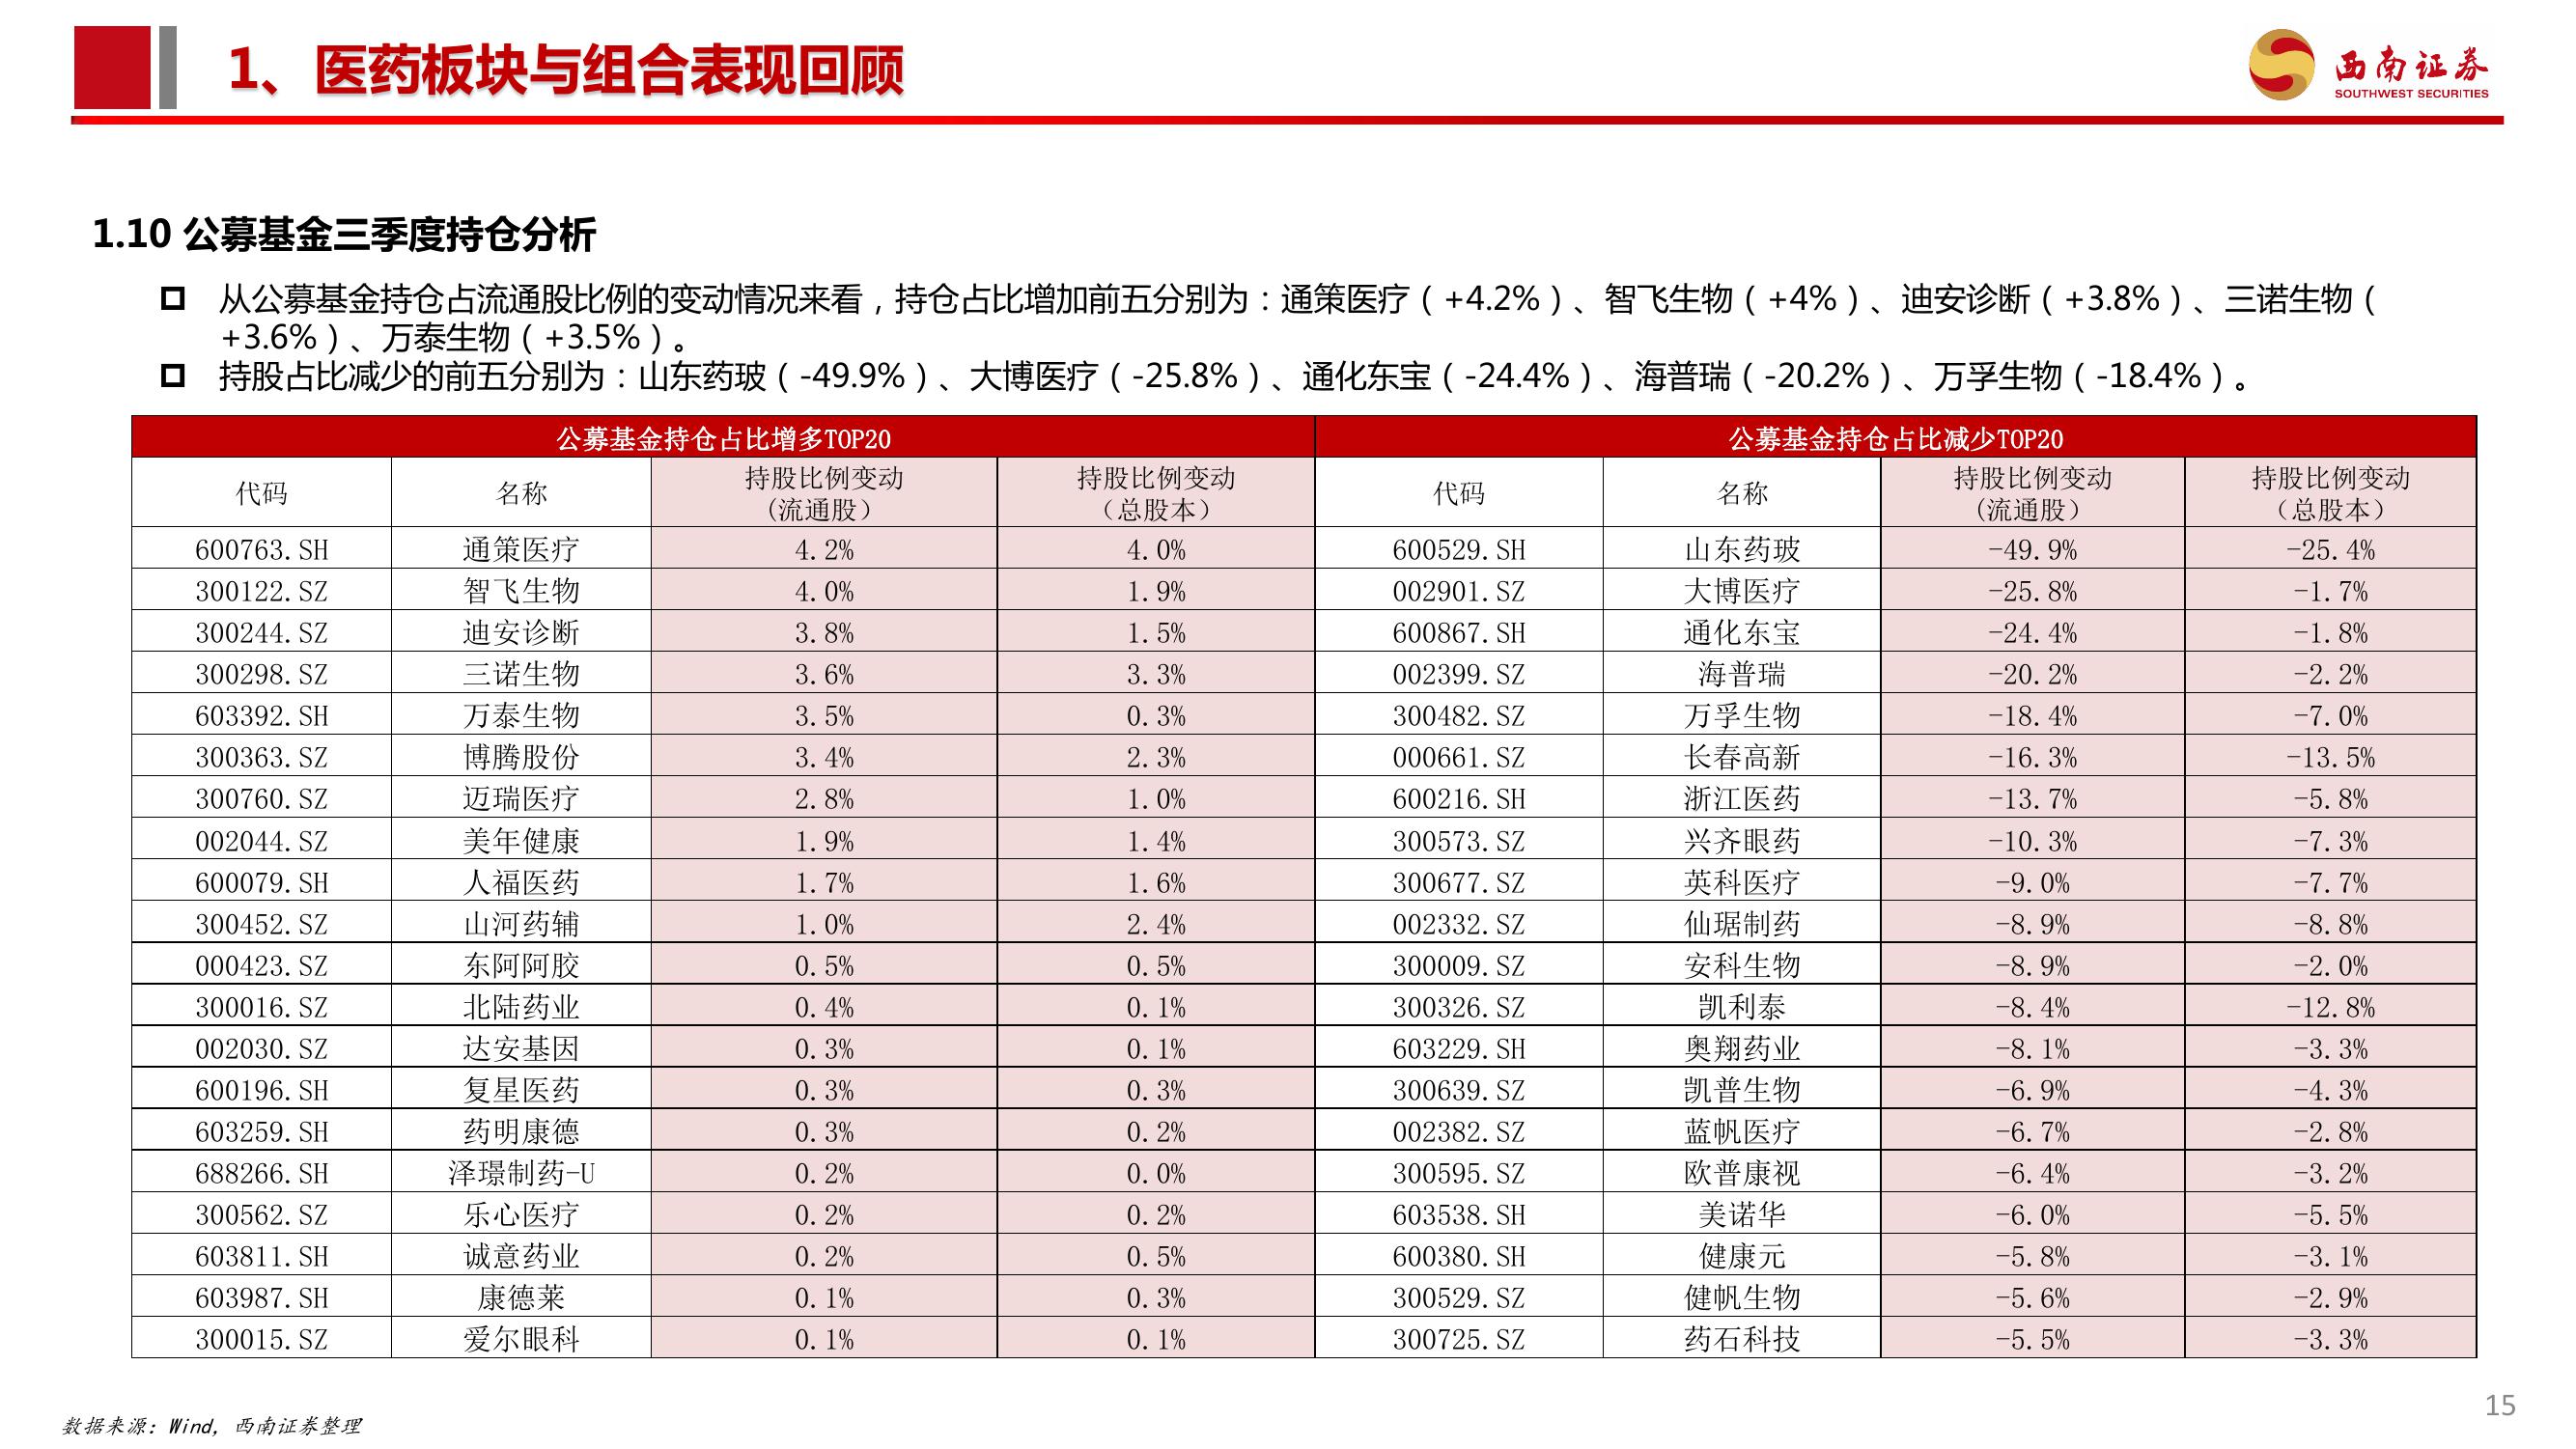 1、医药板块与组合表现回顾
西南证券
SOUTHWEST SECURITIES
1.10 公募基金三季度持仓分析
从公募基金持仓占流通股比例的变动情况来看，持仓占比增加前五分别为：通策医疗（+4.2%）、智飞生物（+4%）、迪安诊断（+3.8%）、三诺生物（
+3.6%）、万泰生物（+3.5%）。
持股占比减少的前五分别为：山东药玻（-49.9%）、大博医疗（-25.8%）、通化东宝（-24.4%）、海普瑞（-20.2%）、万孚生物（-18.4%）。
公募基金持仓占比增多TOP20 公募基金持仓占比减少TOP20
代码 名称 持股比例变动（流通股） 持股比例变动（总股本） 代码 名称 持股比例变动（流通股） 持股比例变动（总股本）
600763.SH 通策医疗 4.2% 4.0% 600529.SH 山东药玻 -49.9% -25.4%
300122.SZ 智飞生物 4.0% 1.9% 002901.SZ 大博医疗 -25.8% -1.7%
300244.SZ 迪安诊断 3.8% 1.5% 600867.SH 通化东宝 -24.4% -1.8%
300298.SZ 三诺生物 3.6% 3.3% 002399.SZ 海普瑞 -20.2% -2.2%
603392.SH 万泰生物 3.5% 0.3% 300482.SZ 万孚生物 -18.4% -7.0%
300363.SZ 博腾股份 3.4% 2.3% 000661.SZ 长春高新 -16.3% -13.5%
300760.SZ 迈瑞医疗 2.8% 1.0% 600216.SH 浙江医药 -13.7% -5.8%
002044.SZ 美年健康 1.9% 1.4% 300573.SZ 兴齐眼药 -10.3% -7.3%
600079.SH 人福医药 1.7% 1.6% 300677.SZ 英科医疗 -9.0% -7.7%
300452.SZ 山河药辅 1.0% 2.4% 002332.SZ 仙琚制药 -8.9% -8.8%
000423.SZ 东阿阿胶 0.5% 0.5% 300009.SZ 安科生物 -8.9% -2.0%
300016.SZ 北陆药业 0.4% 0.1% 300326.SZ 凯利泰 -8.4% -12.8%
002030.SZ 达安基因 0.3% 0.1% 603229.SH 奥翔药业 -8.1% -3.3%
600196.SH 复星医药 0.3% 0.3% 300639.SZ 凯普生物 -6.9% -4.3%
603259.SH 药明康德 0.3% 0.2% 002382.SZ 蓝帆医疗 -6.7% -2.8%
688266.SH 泽璟制药-U 0.2% 0.0% 300595.SZ 欧普康视 -6.4% -3.2%
300562.SZ 乐心医疗 0.2% 0.2% 603538.SH 美诺华 -6.0% -5.5%
603811.SH 诚意药业 0.2% 0.5% 600380.SH 健康元 -5.8% -3.1%
603987.SH 康德莱 0.1% 0.3% 300529.SZ 健帆生物 -5.6% -2.9%
300015.SZ 爱尔眼科 0.1% 0.1% 300725.SZ 药石科技 -5.5% -3.3%
数据来源：Wind，西南证券整理
15